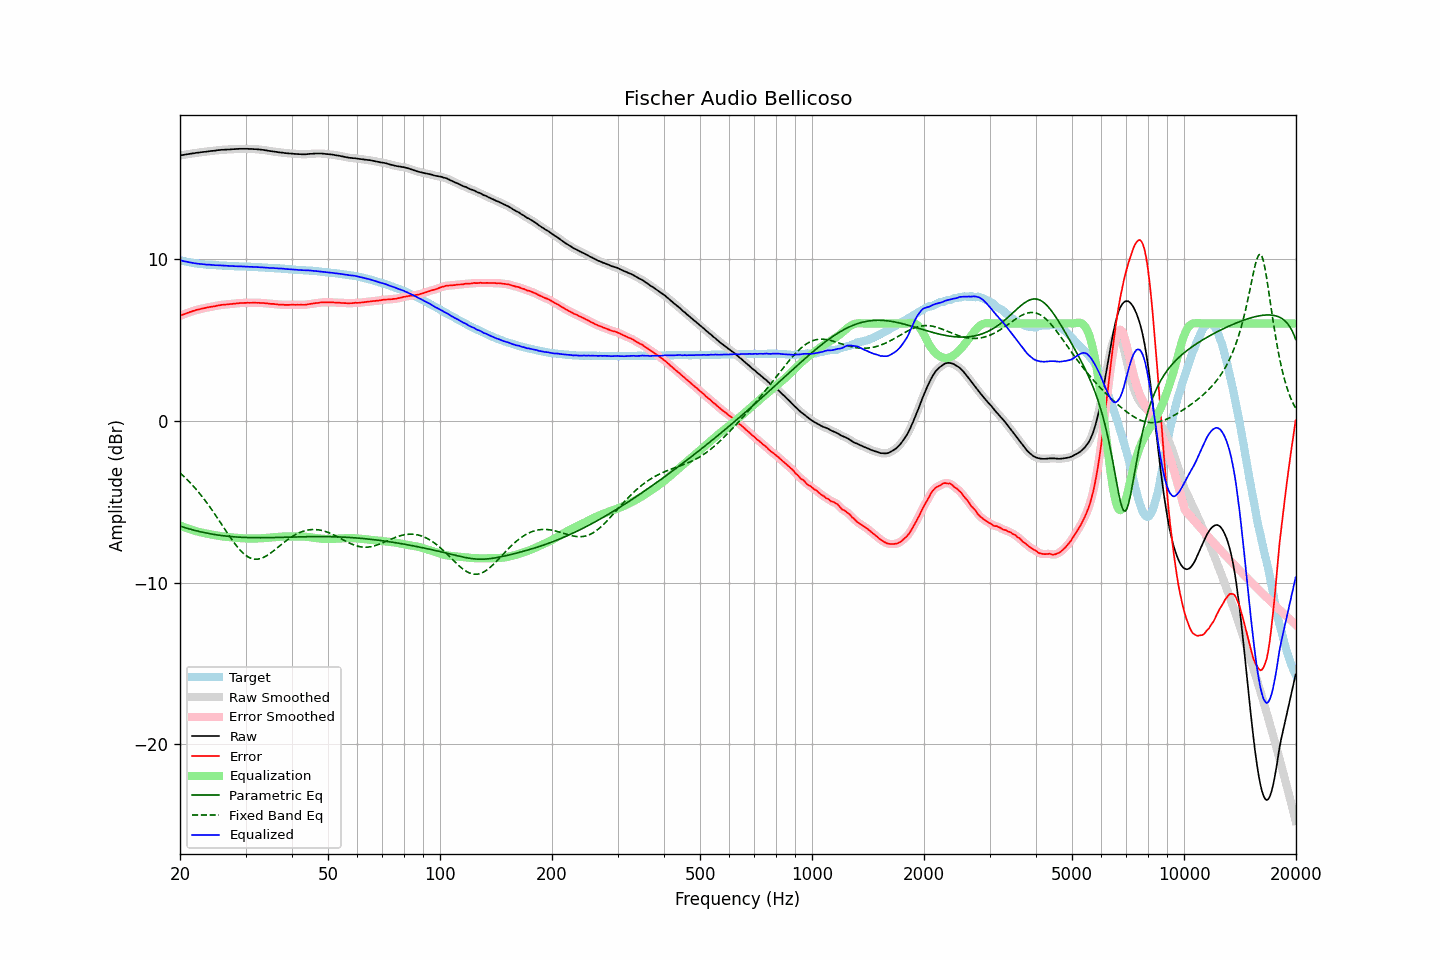 Fischer Audio Bellicoso
Amplitude (dBr)
10
0
−10
−20
Target
Raw Smoothed
Error Smoothed
Raw
Error
Equalization
Parametric Eq
Fixed Band Eq
Equalized
20 50 100 200 500 1000 2000 5000 10000 20000
Frequency (Hz)